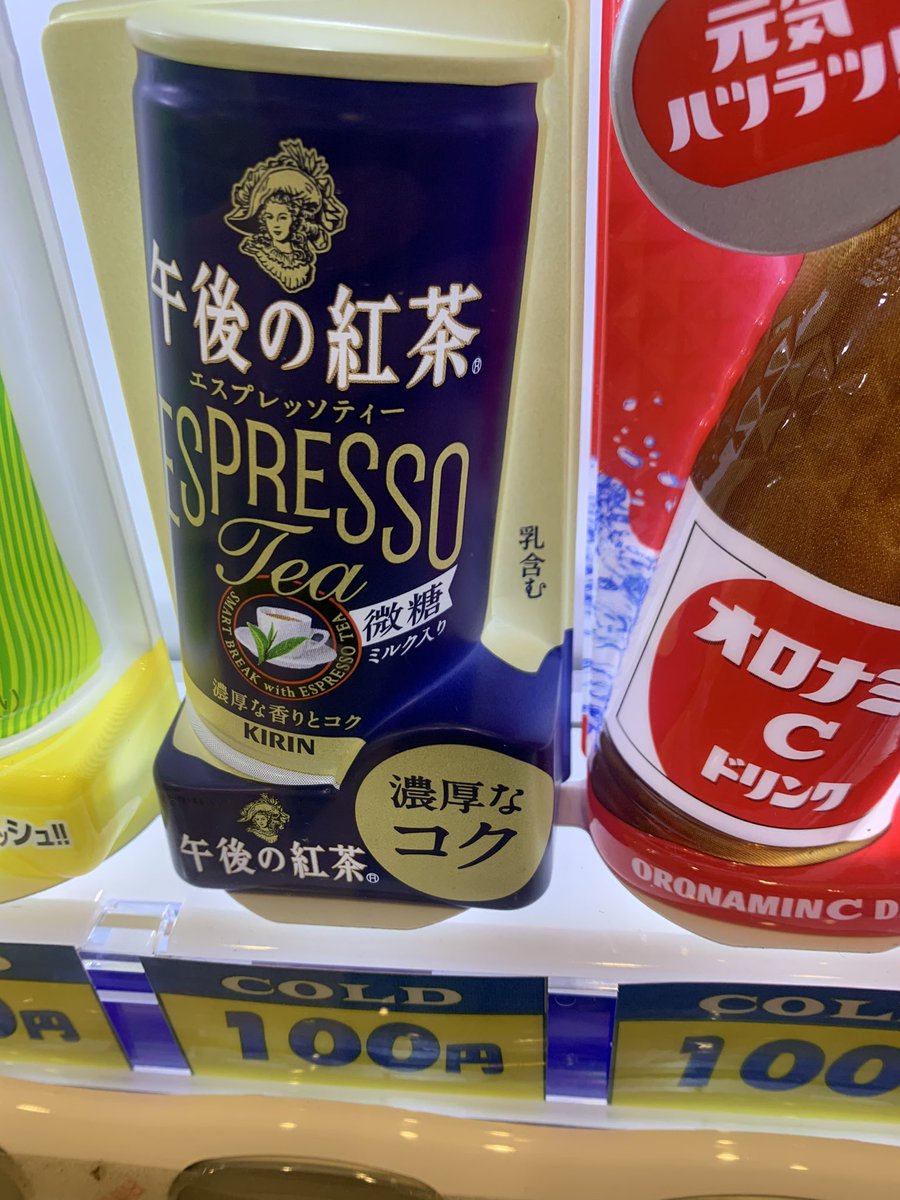 午後の紅茶®
エスプレッソティー
ESPRESSO
Tea
SMART BREAK with ESPRESSO TEA
微糖
ミルク入り
濃厚な香りとコク
KIRIN
乳含む
午後の紅茶®
濃厚な
コク
COLD
100円
元気
ハツラツ!
オロナミ
C
ドリンク
ORONAMIN C D
COLD
100
ッシュ!!
0円